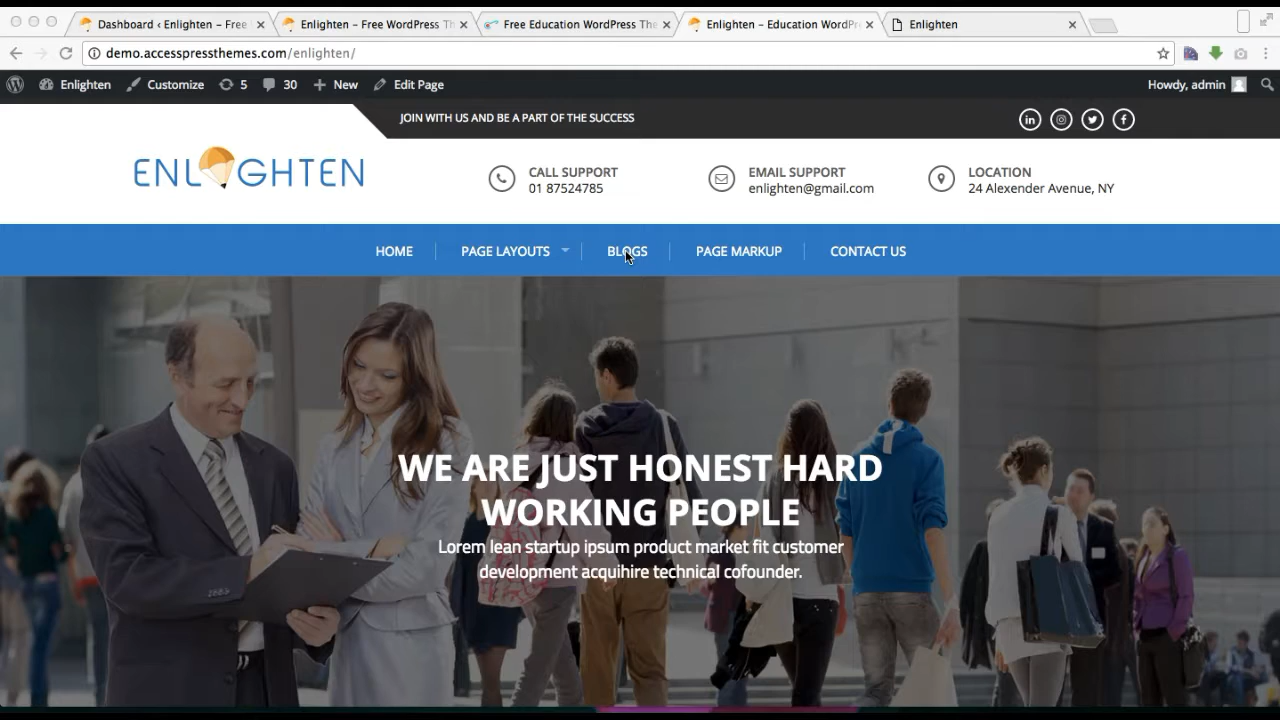 Dashboard ‹ Enlighten – Free
Enlighten – Free WordPress Th
Free Education WordPress The
Enlighten – Education WordPre
Enlighten
demo.accesspressthemes.com/enlighten/
Enlighten
Customize
5
30
New
Edit Page
Howdy, admin
JOIN WITH US AND BE A PART OF THE SUCCESS
ENLIGHTEN
CALL SUPPORT
01 87524785
EMAIL SUPPORT
enlighten@gmail.com
LOCATION
24 Alexender Avenue, NY
HOME
PAGE LAYOUTS
BLOGS
PAGE MARKUP
CONTACT US
WE ARE JUST HONEST HARD
WORKING PEOPLE
Lorem lean startup ipsum product market fit customer
development acquihire technical cofounder.